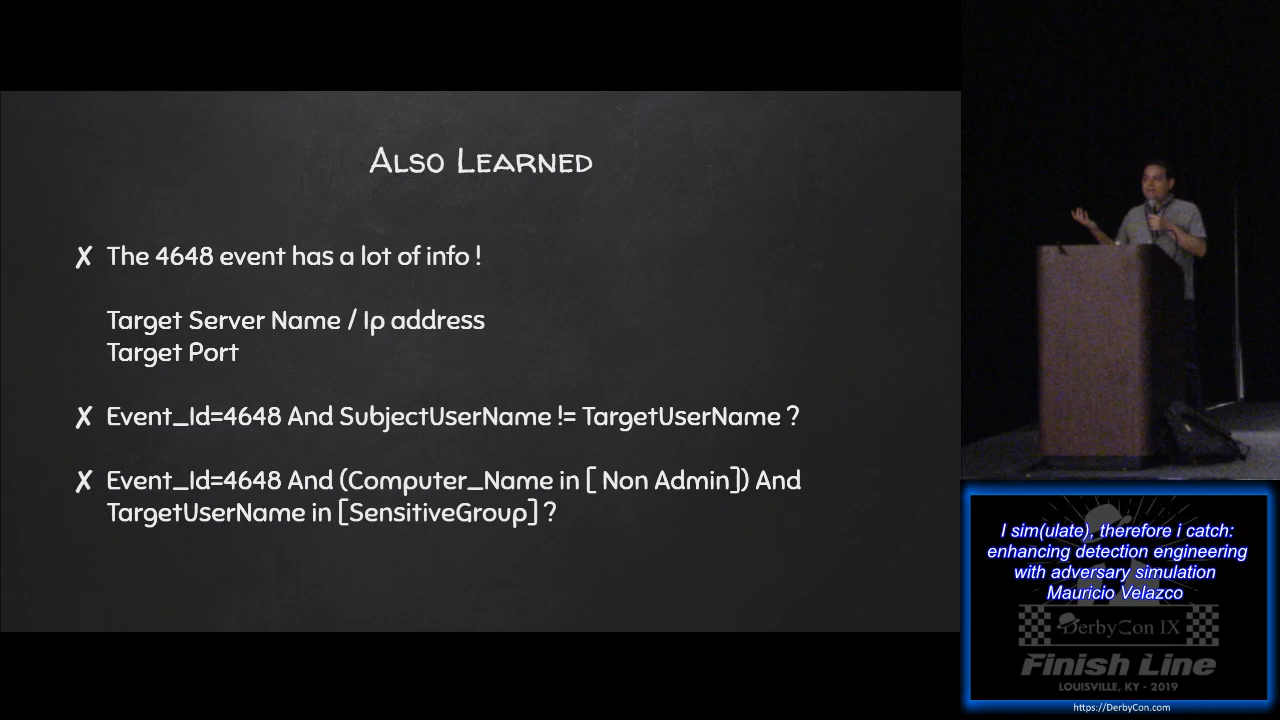 Also Learned
✗ The 4648 event has a lot of info !
Target Server Name / Ip address
Target Port
✗ Event_Id=4648 And SubjectUserName != TargetUserName ?
✗ Event_Id=4648 And (Computer_Name in [ Non Admin]) And
TargetUserName in [SensitiveGroup] ?
I sim(ulate), therefore i catch:
enhancing detection engineering
with adversary simulation
Mauricio Velazco
DerbyCon IX
Finish Line
LOUISVILLE, KY - 2019
https://DerbyCon.com